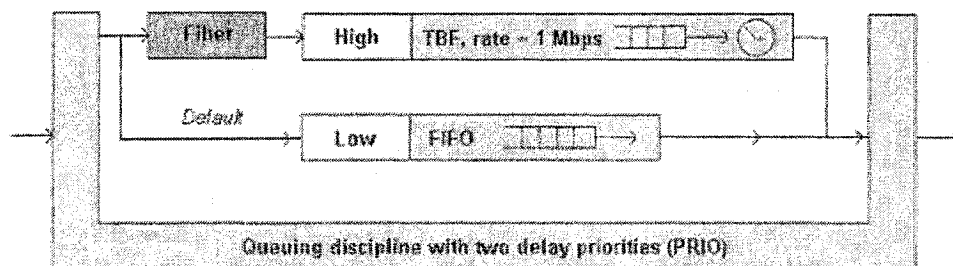 Filter
High
TBF, rate ~ 1 Mbps
Default
Low
FIFO
Queuing discipline with two delay priorities (PRIO)